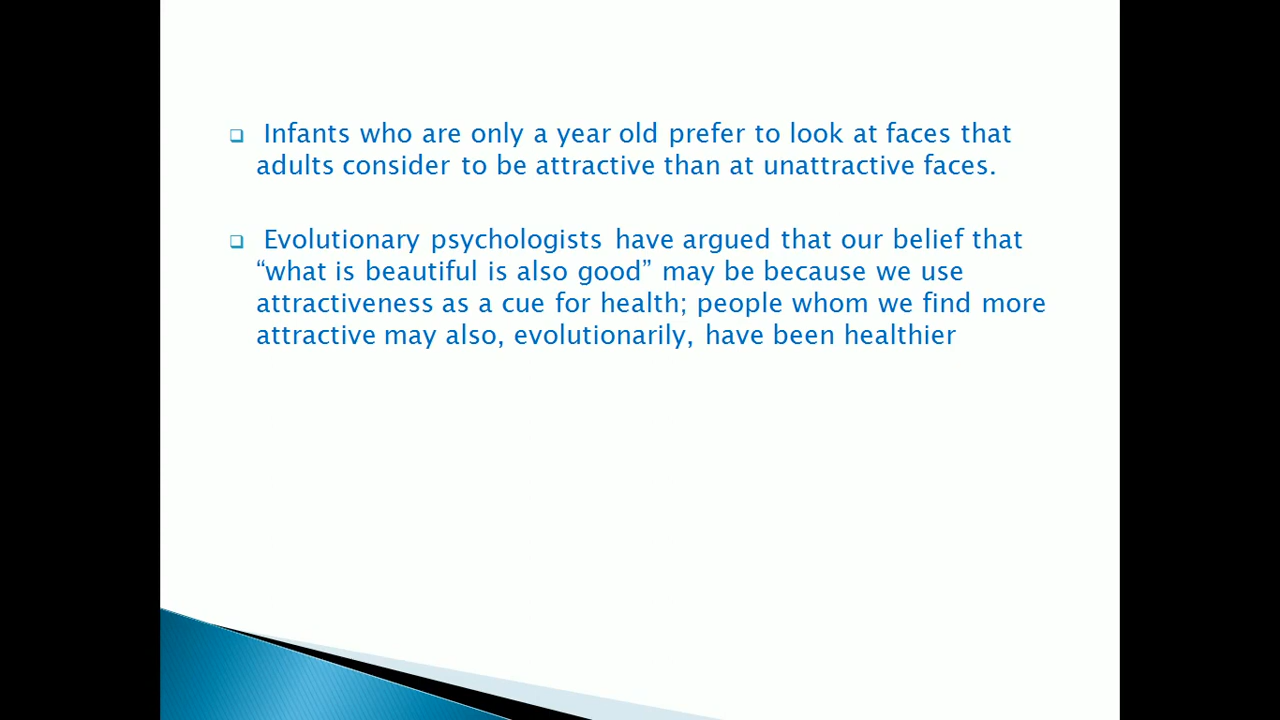 Infants who are only a year old prefer to look at faces that
adults consider to be attractive than at unattractive faces.
Evolutionary psychologists have argued that our belief that
“what is beautiful is also good” may be because we use
attractiveness as a cue for health; people whom we find more
attractive may also, evolutionarily, have been healthier